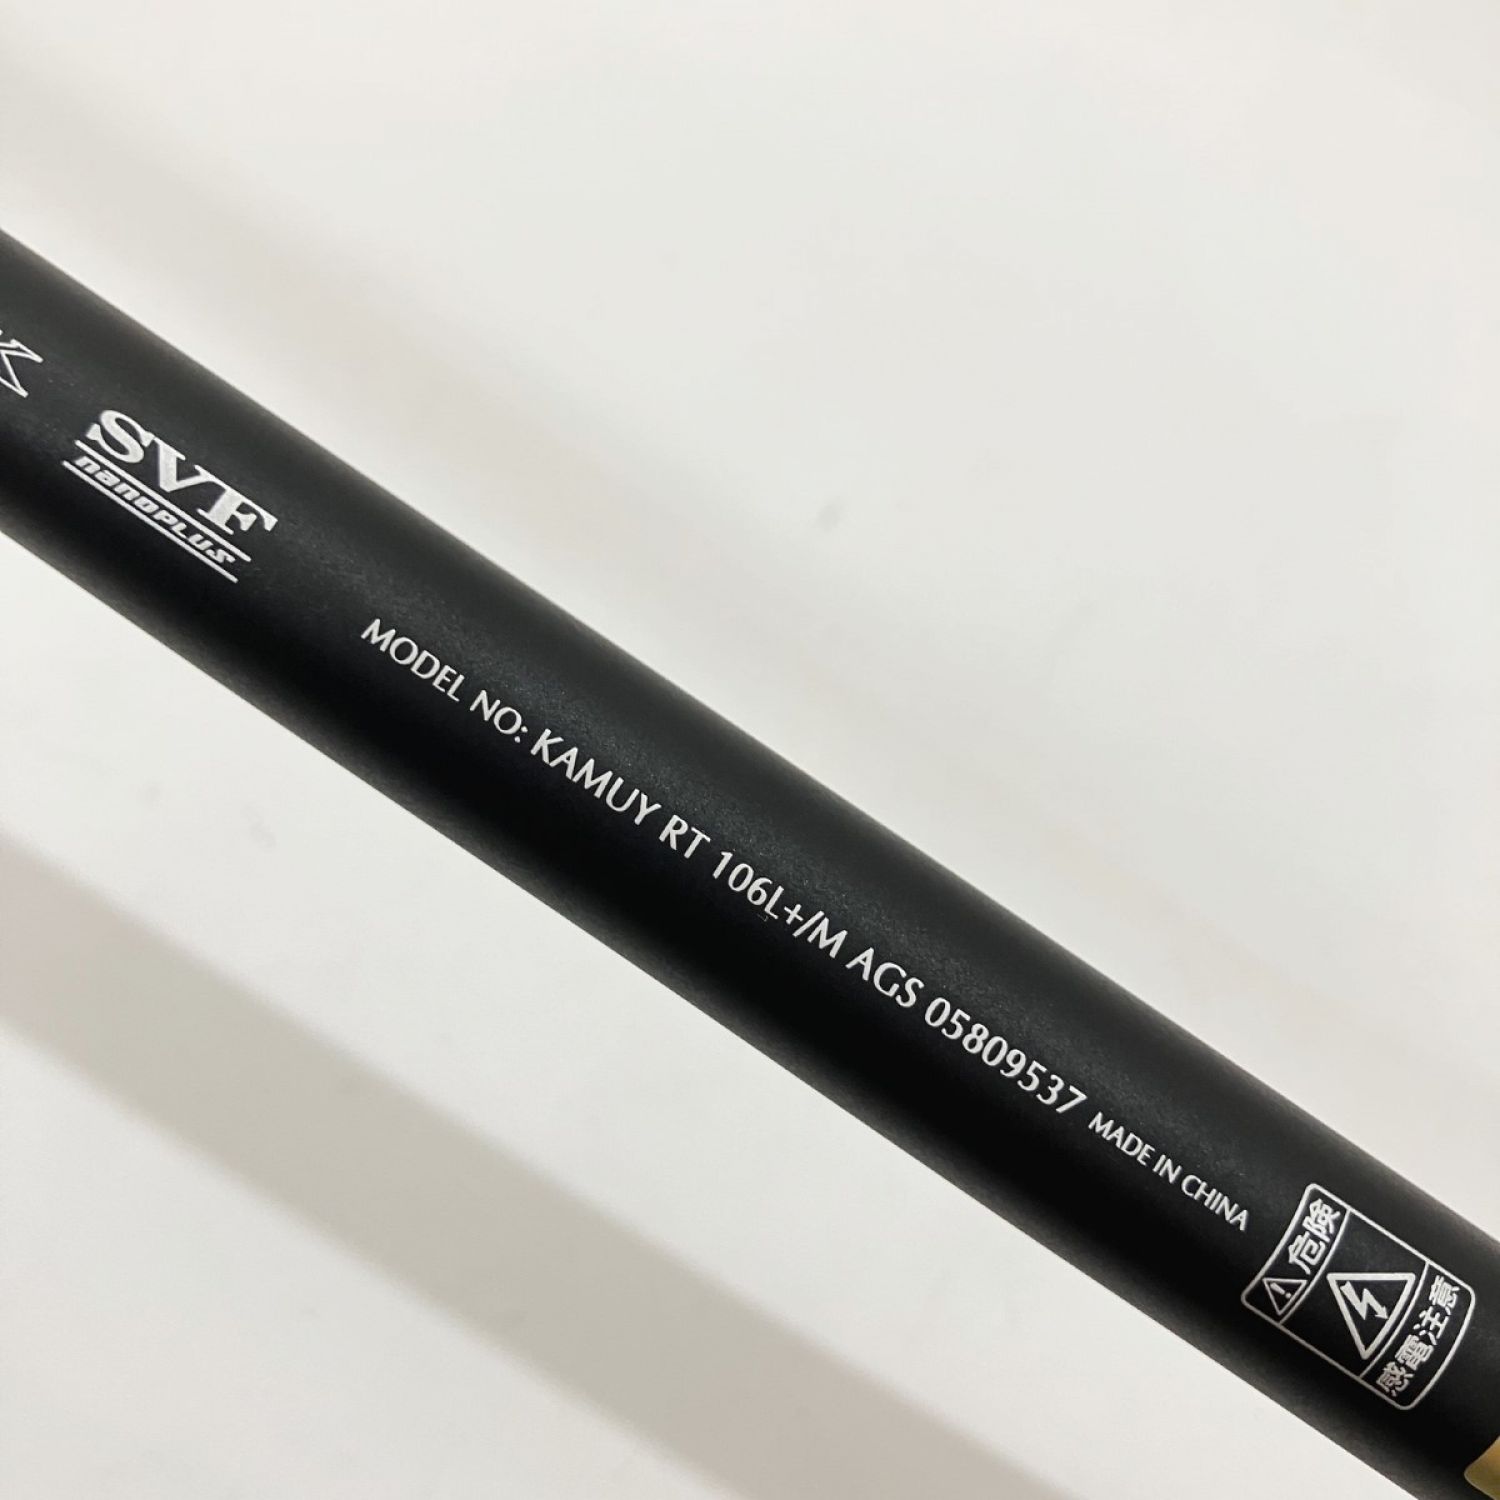 K
SVF
nanoPLUS
MODEL NO: KAMUY RT 106L+/M AGS 05809537 MADE IN CHINA
危険
感電注意